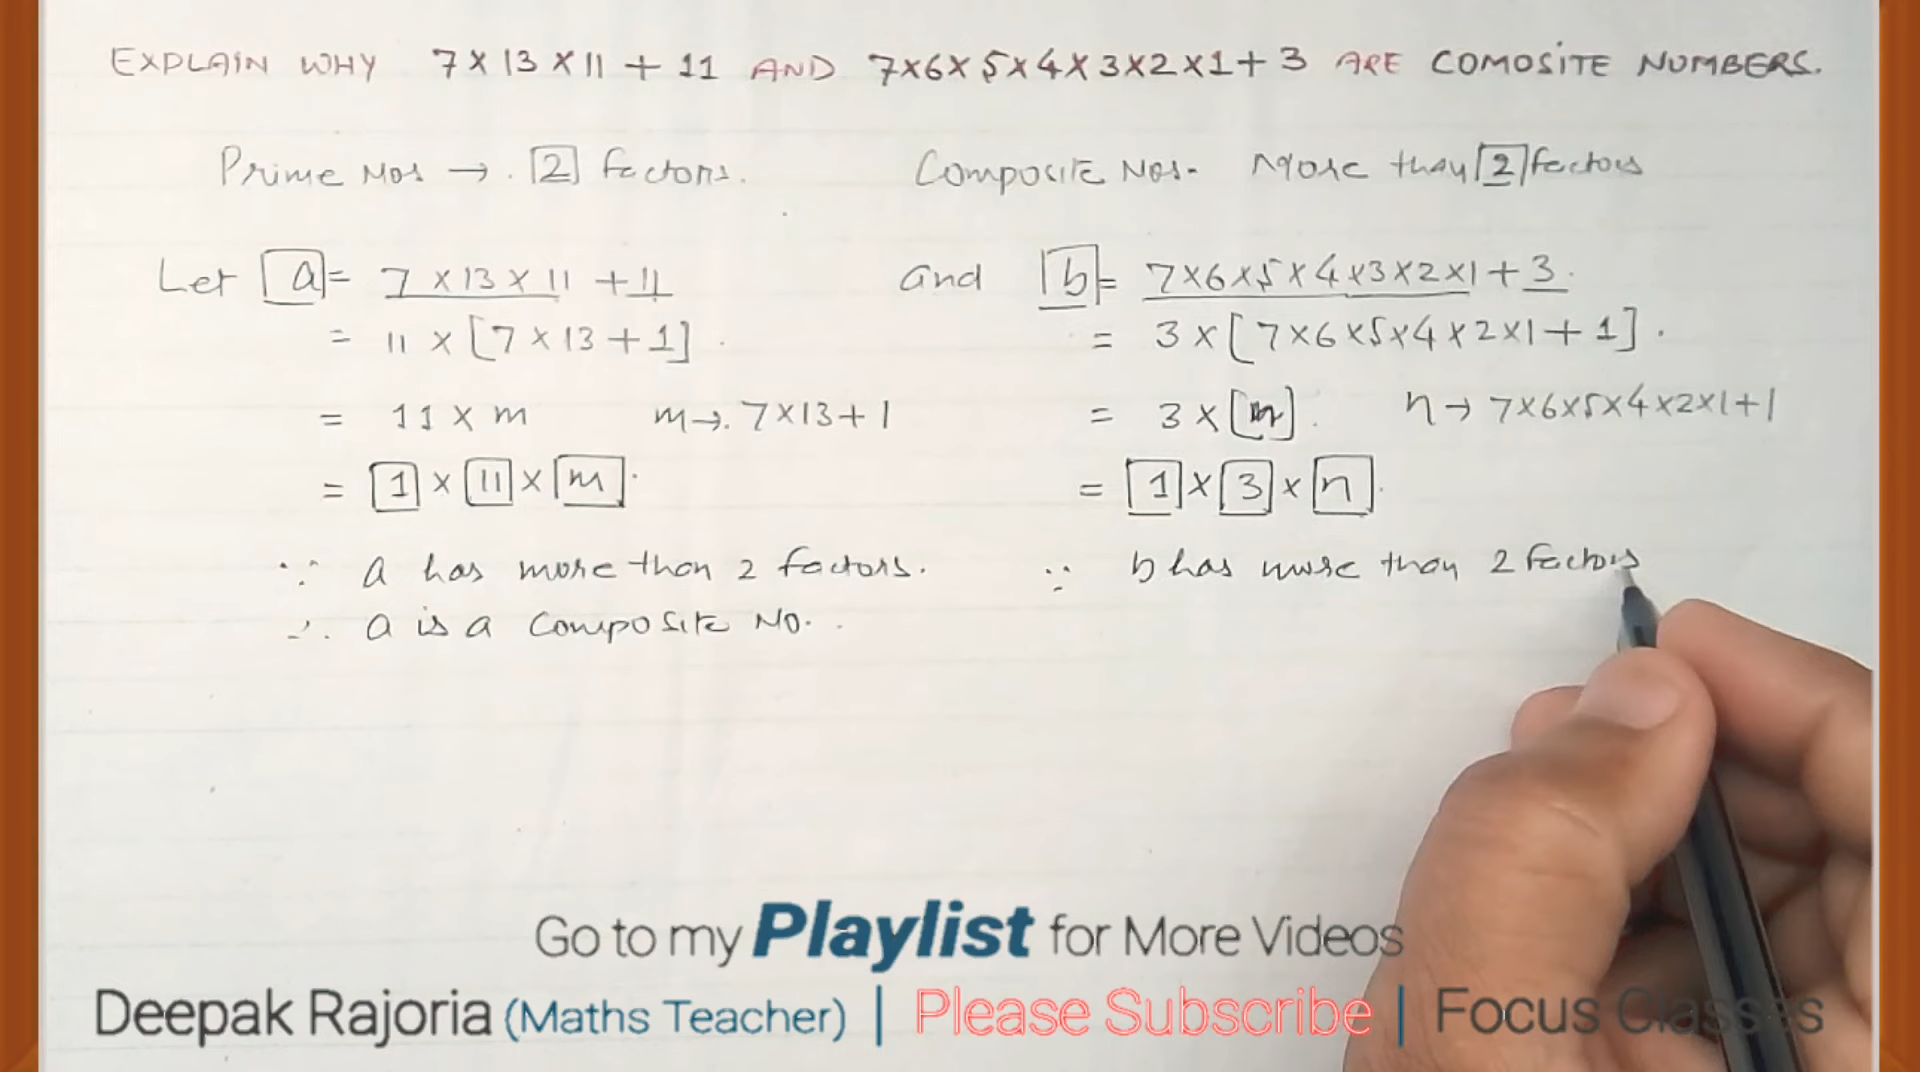 EXPLAIN WHY 7×13×11+11 AND 7×6×5×4×3×2×1+3 ARE COMOSITE NUMBERS.
Prime Nos → . 2 factors. Composite Nos. More than 2 factors
Let a = 7×13×11+11 and b = 7×6×5×4×3×2×1+3.
= 11×[7×13+1]. = 3×[7×6×5×4×2×1+1].
= 11×m m→. 7×13+1 = 3×[n]. n→7×6×5×4×2×1+1
= 1×11×m. = 1×3×n.
∵ a has more than 2 factors. ∵ b has more than 2 factors
∴ a is a composite No.
Go to my Playlist for More Videos
Deepak Rajoria (Maths Teacher) | Please Subscribe | Focus Classes